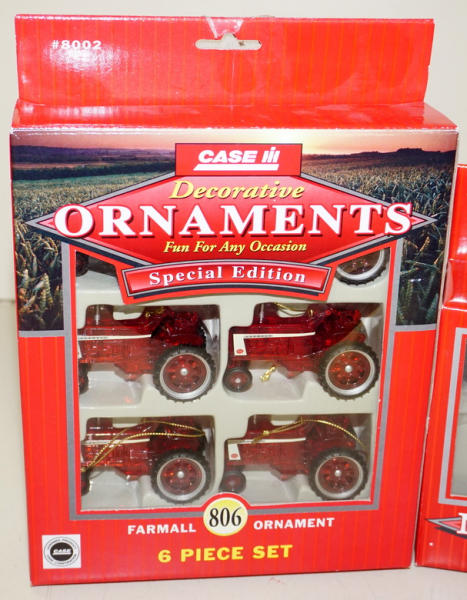 #8002
CASE IH
Decorative
ORNAMENTS
Fun For Any Occasion
Special Edition
FARMALL 806 ORNAMENT
6 PIECE SET
CASE